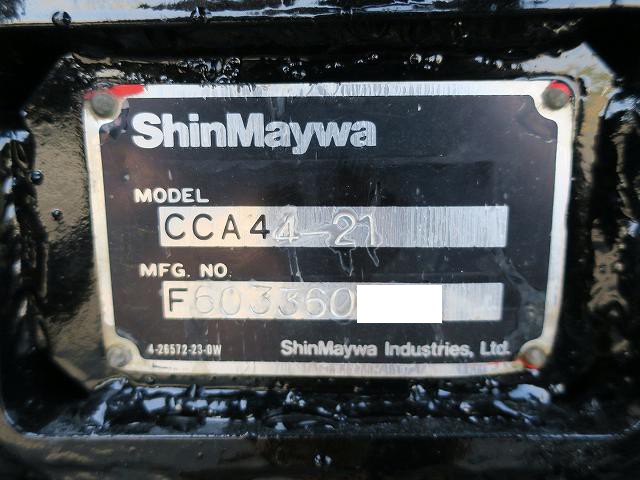 ShinMaywa
MODEL
CCA44-21
MFG. NO.
F603360
4-26572-23-0W
ShinMaywa Industries, Ltd.